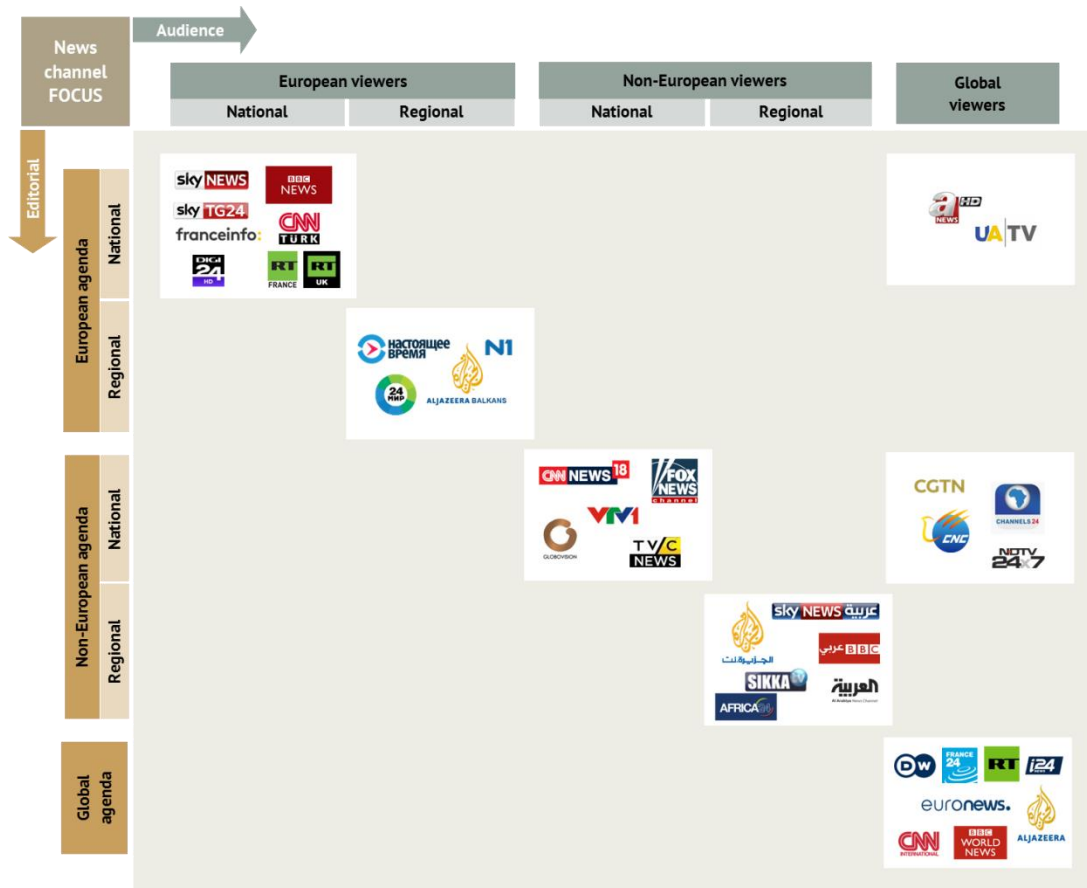 News
channel
FOCUS
Audience
European viewers
Non-European viewers
Global
viewers
National
Regional
National
Regional
Editorial
European agenda
National
sky NEWS
BBC
NEWS
sky TG24
CNN
TÜRK
franceinfo:
DIGI
24
HD
RT
FRANCE
RT
UK
a HD
NEWS
UA|TV
Regional
НАСТОЯЩЕЕ
ВРЕМЯ
N1
24
МИР
ALJAZEERA BALKANS
Non-European agenda
National
CNN NEWS 18
FOX
NEWS
channel
VTV1
GLOBOVISION
TV/C
NEWS
CGTN
CNC
CHANNELS 24
NDTV
24x7
Regional
sky NEWS عربية
الجزيرة نت
BBC عربي
SIKKA TV
العربية
Al Arabiya News Channel
AFRICA 24
Global
agenda
DW
FRANCE
24
RT
i24
NEWS
euronews.
CNN
INTERNATIONAL
BBC
WORLD
NEWS
ALJAZEERA